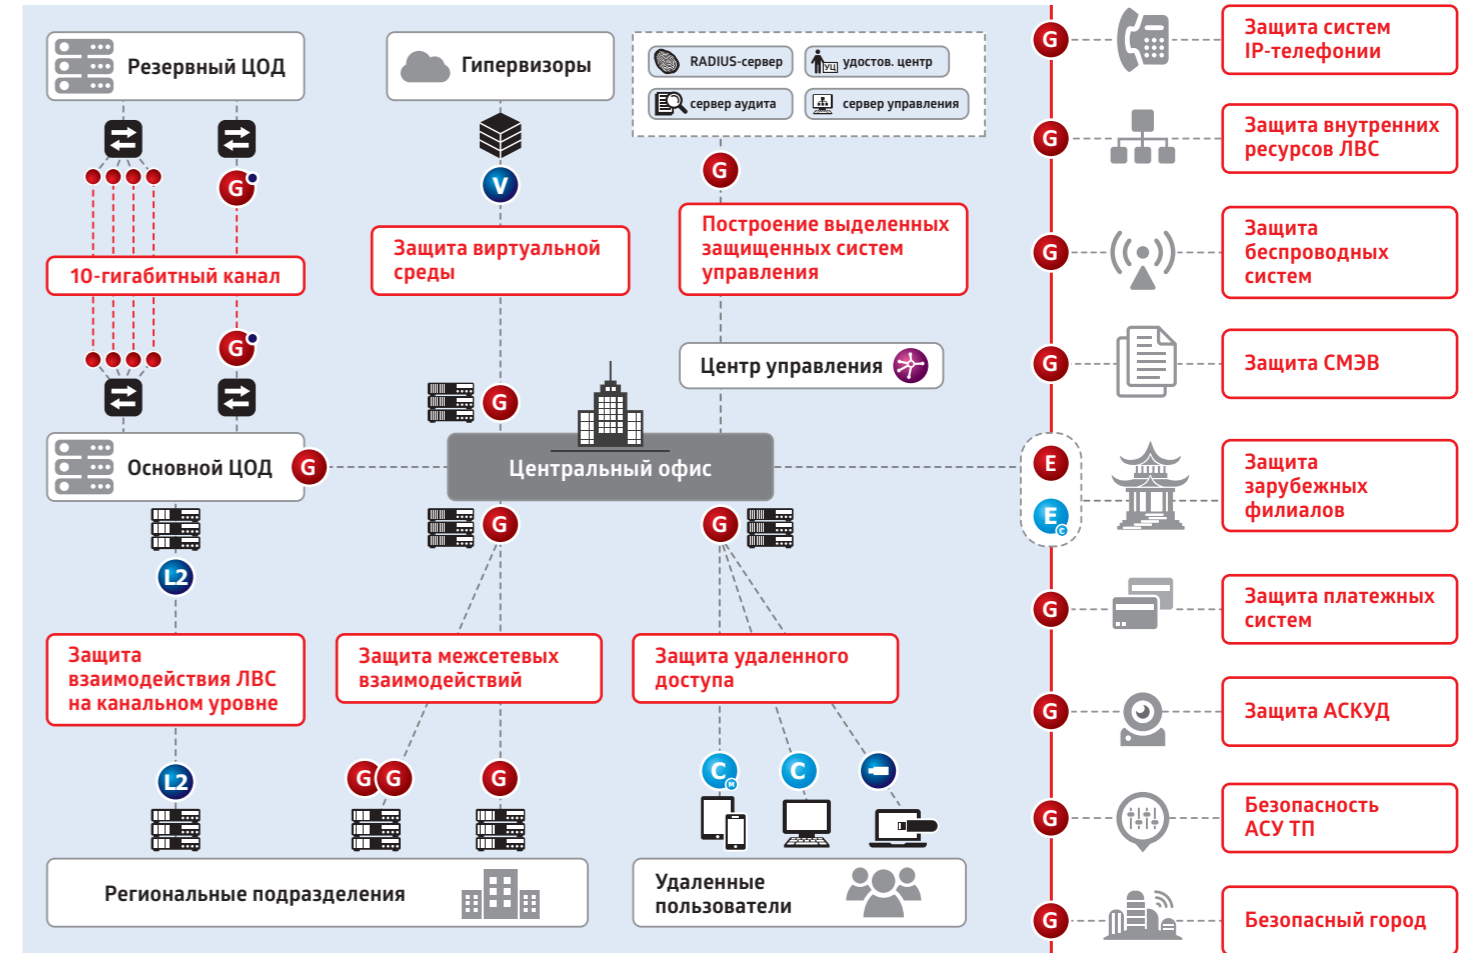 Резервный ЦОД
Гипервизоры
RADIUS-сервер
УЦ
удостов. центр
сервер аудита
сервер управления
G
V
G
10-гигабитный канал
Защита виртуальной
среды
Построение выделенных
защищенных систем
управления
G
Центр управления
G
Основной ЦОД
G
Центральный офис
G
G
L2
Защита
взаимодействия ЛВС
на канальном уровне
Защита межсетевых
взаимодействий
Защита удаленного
доступа
L2
G
G
G
C
M
C
Региональные подразделения
Удаленные
пользователи
G
Защита систем
IP-телефонии
G
Защита внутренних
ресурсов ЛВС
G
Защита
беспроводных
систем
G
Защита СМЭВ
E
E
C
Защита
зарубежных
филиалов
G
Защита платежных
систем
G
Защита АСКУД
G
Безопасность
АСУ ТП
G
Безопасный город